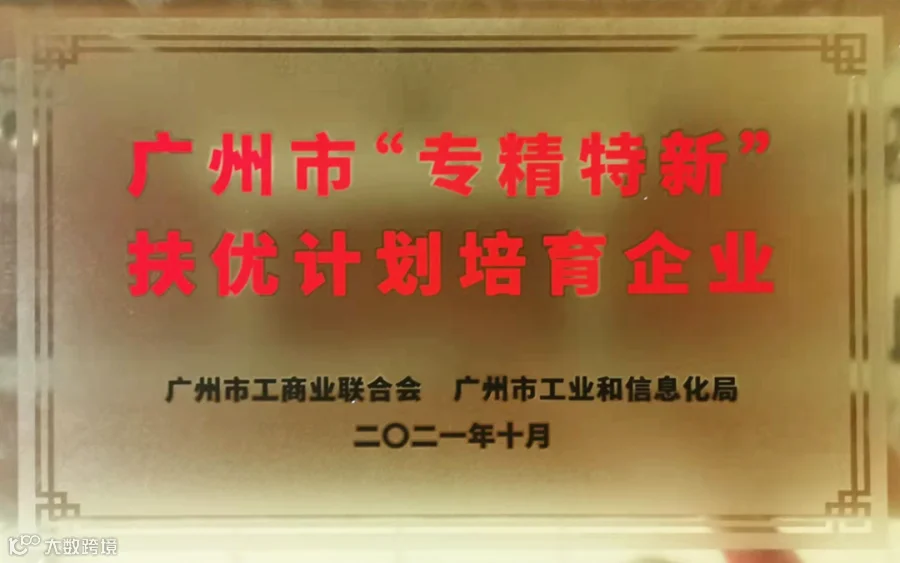 广州市“专精特新”
扶优计划培育企业
广州市工商业联合会 广州市工业和信息化局
二〇二一年十月
大数跨境